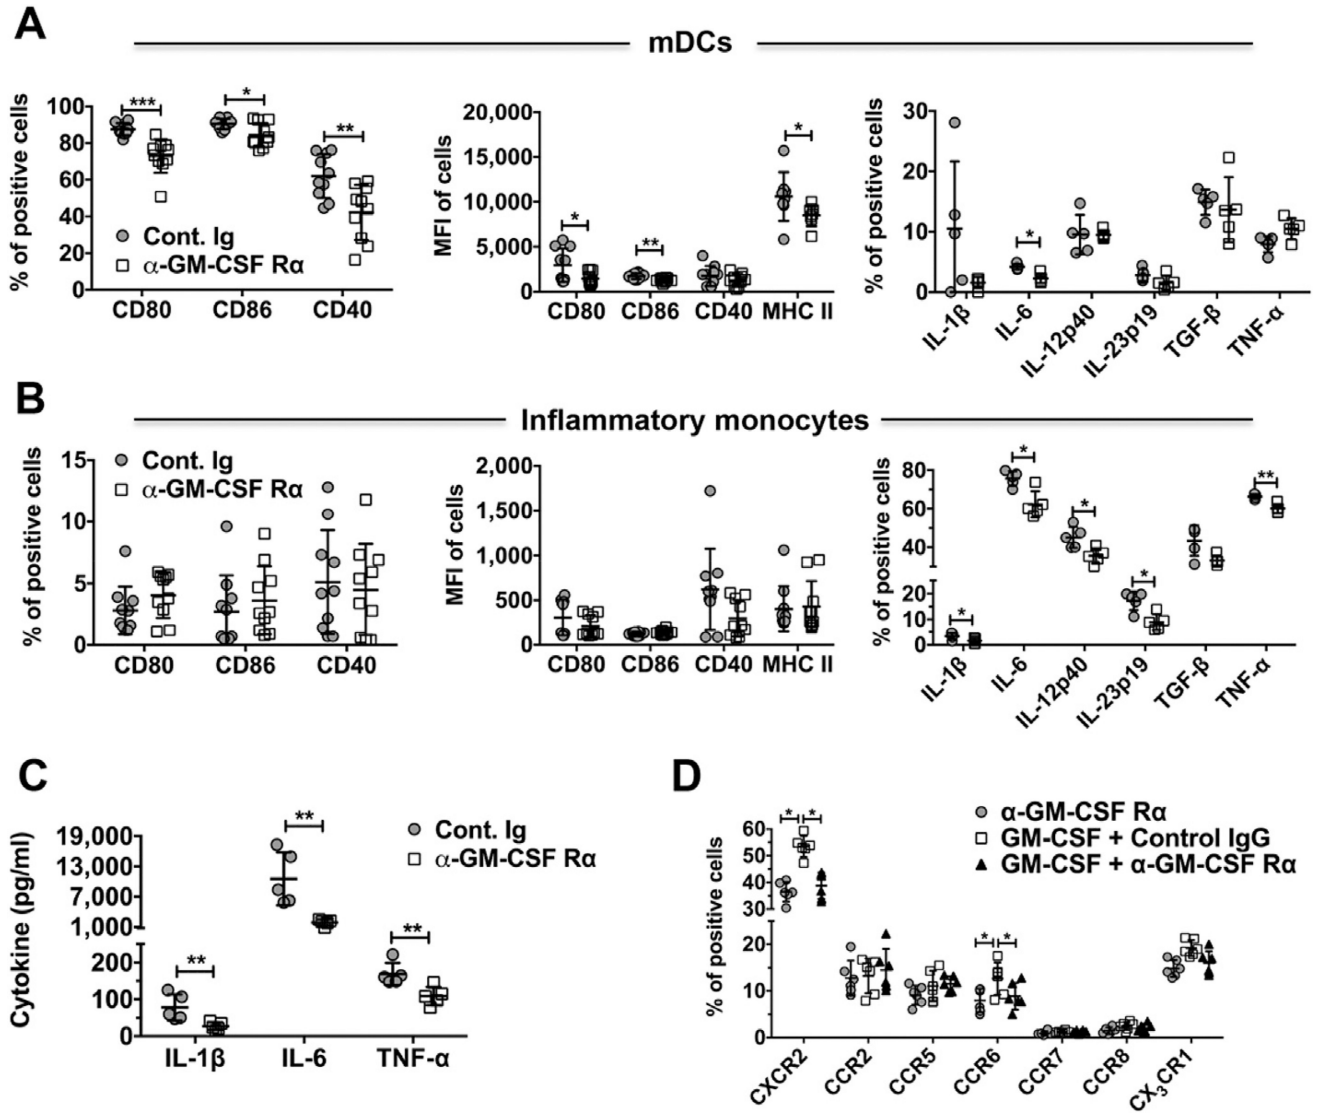 A
mDCs
% of positive cells
100
80
60
40
20
0
***
*
**
Cont. Ig
α-GM-CSF Rα
CD80 CD86 CD40
MFI of cells
20,000
15,000
10,000
5,000
0
*
**
*
CD80 CD86 CD40 MHC II
% of positive cells
30
20
10
0
*
IL-1β IL-6 IL-12p40 IL-23p19 TGF-β TNF-α
B
Inflammatory monocytes
% of positive cells
15
10
5
0
Cont. Ig
α-GM-CSF Rα
CD80 CD86 CD40
MFI of cells
2,000
1,500
1,000
500
0
CD80 CD86 CD40 MHC II
% of positive cells
80
60
40
20
10
0
*
*
*
*
**
IL-1β IL-6 IL-12p40 IL-23p19 TGF-β TNF-α
C
Cytokine (pg/ml)
19,000
13,000
7,000
1,000
200
100
0
**
**
**
Cont. Ig
α-GM-CSF Rα
IL-1β IL-6 TNF-α
D
% of positive cells
60
50
40
30
20
10
0
* *
* *
α-GM-CSF Rα
GM-CSF + Control IgG
GM-CSF + α-GM-CSF Rα
CXCR2 CCR2 CCR5 CCR6 CCR7 CCR8 CX3CR1